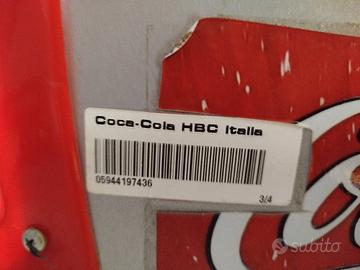 Coca-Cola HBC Italia
05944197436
3/4
subito